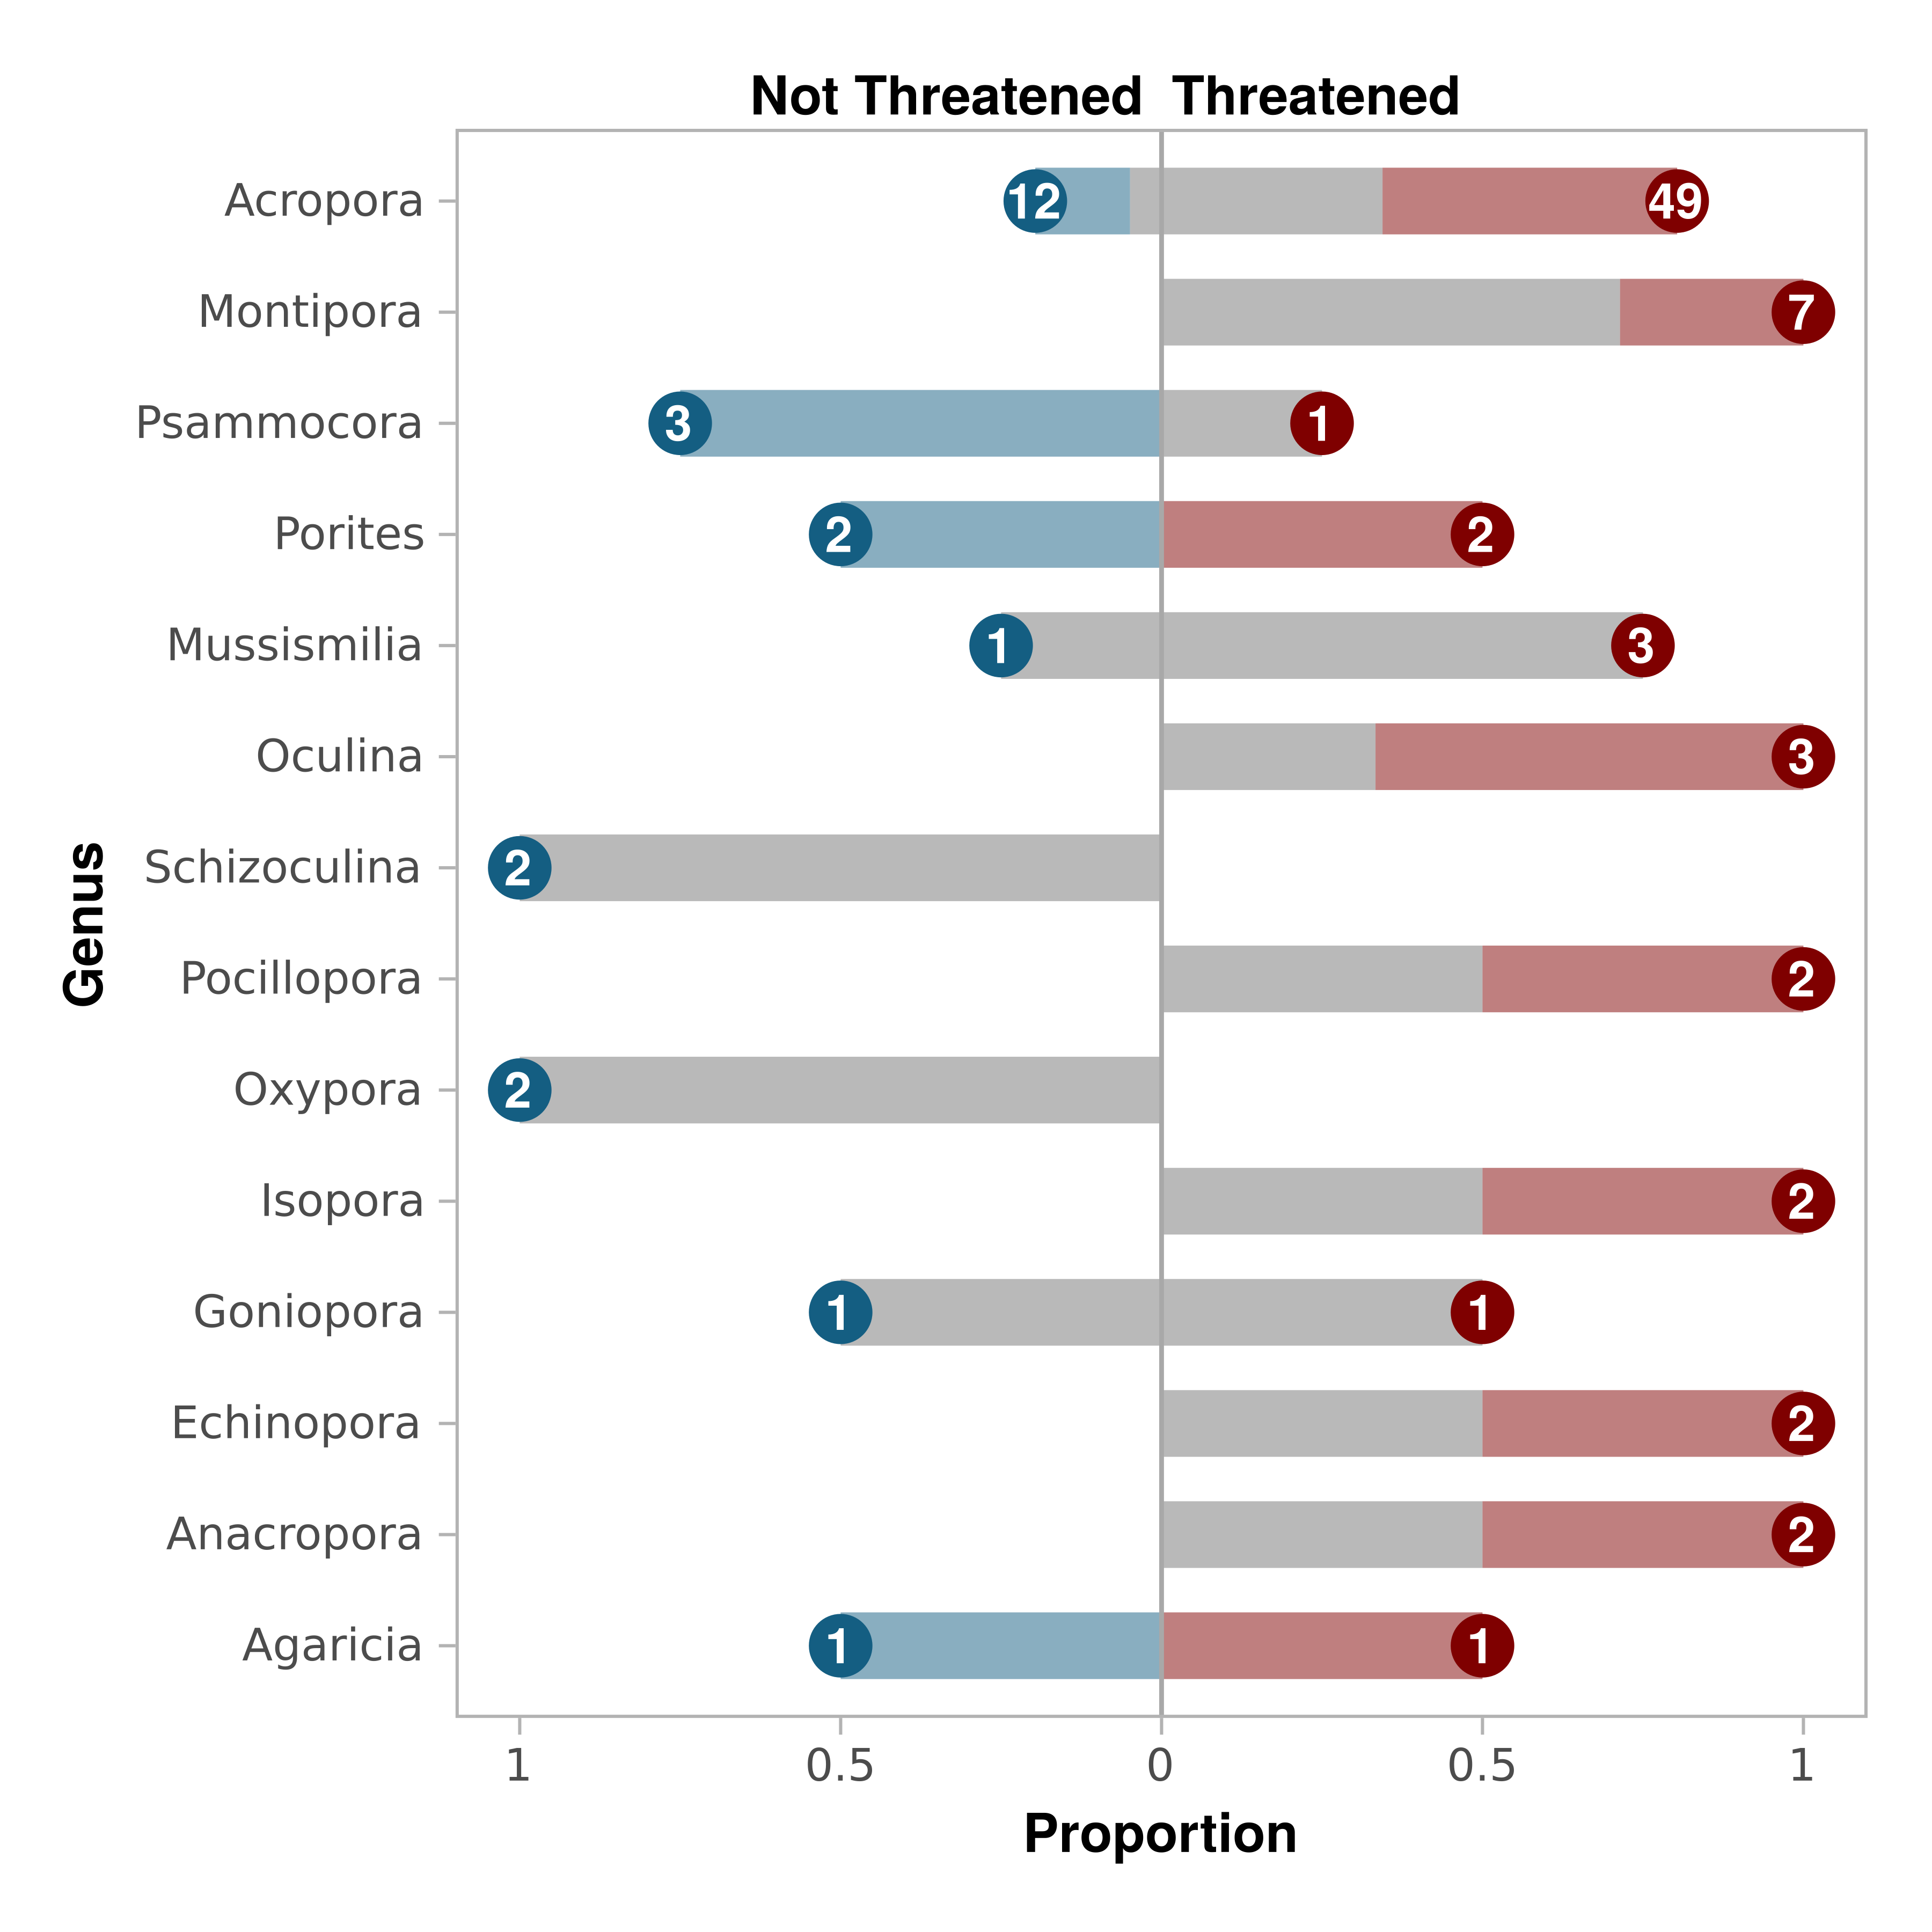 Not Threatened Threatened
Acropora 12 49
Montipora 7
Psammocora 3 1
Porites 2 2
Mussismilia 1 3
Oculina 3
Schizoculina 2
Pocillopora 2
Oxypora 2
Isopora 2
Goniopora 1 1
Echinopora 2
Anacropora 2
Agaricia 1 1
Genus
1 0.5 0 0.5 1
Proportion